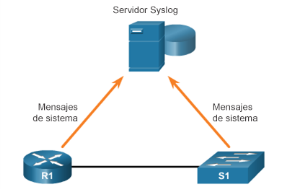 Servidor Syslog
Mensajes
de sistema
Mensajes
de sistema
R1
S1